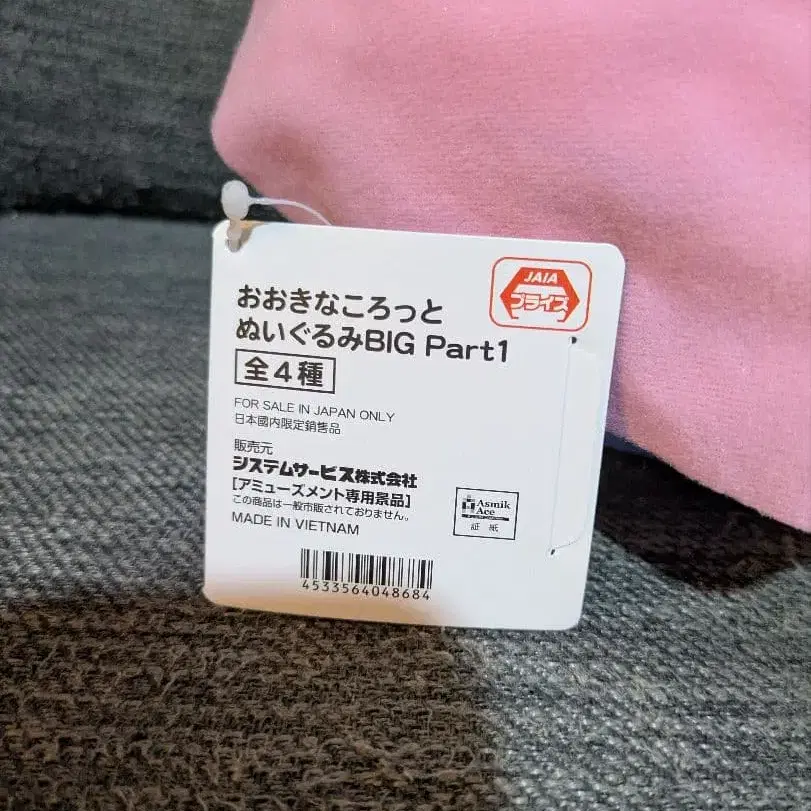 JAIA
プライズ
おおきなころっと
ぬいぐるみBIG Part1
全4種
FOR SALE IN JAPAN ONLY
日本國内限定銷售品
販売元
システムサービス株式会社
[アミューズメント専用景品]
この商品は一般市販されておりません。
MADE IN VIETNAM
Asmik
Ace
証紙
4533564048684